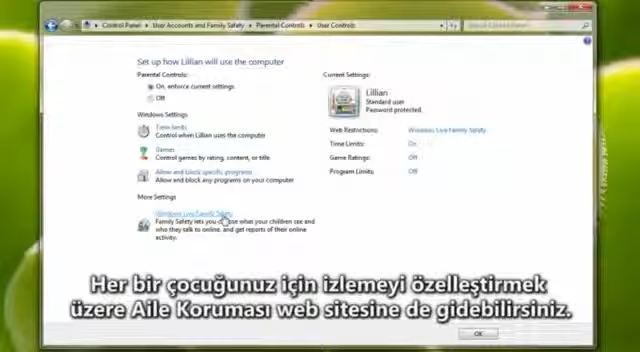 Control Panel ▸ User Accounts and Family Safety ▸ Parental Controls ▸ User Controls
Set up how Lillian will use the computer
Parental Controls:
On, enforce current settings
Off
Windows Settings
Time limits
Control when Lillian uses the computer
Games
Control games by rating, content, or title
Allow and block specific programs
Allow and block any programs on your computer
More Settings
Windows Live Family Safety
Family Safety lets you choose what your children see and
who they talk to online, and get reports of their online
activity.
Current Settings:
Lillian
Standard user
Password protected
Web Restrictions: Windows Live Family Safety
Time Limits: On
Game Ratings: Off
Program Limits: Off
Her bir çocuğunuz için izlemeyi özelleştirmek
üzere Aile Koruması web sitesine de gidebilirsiniz.
OK